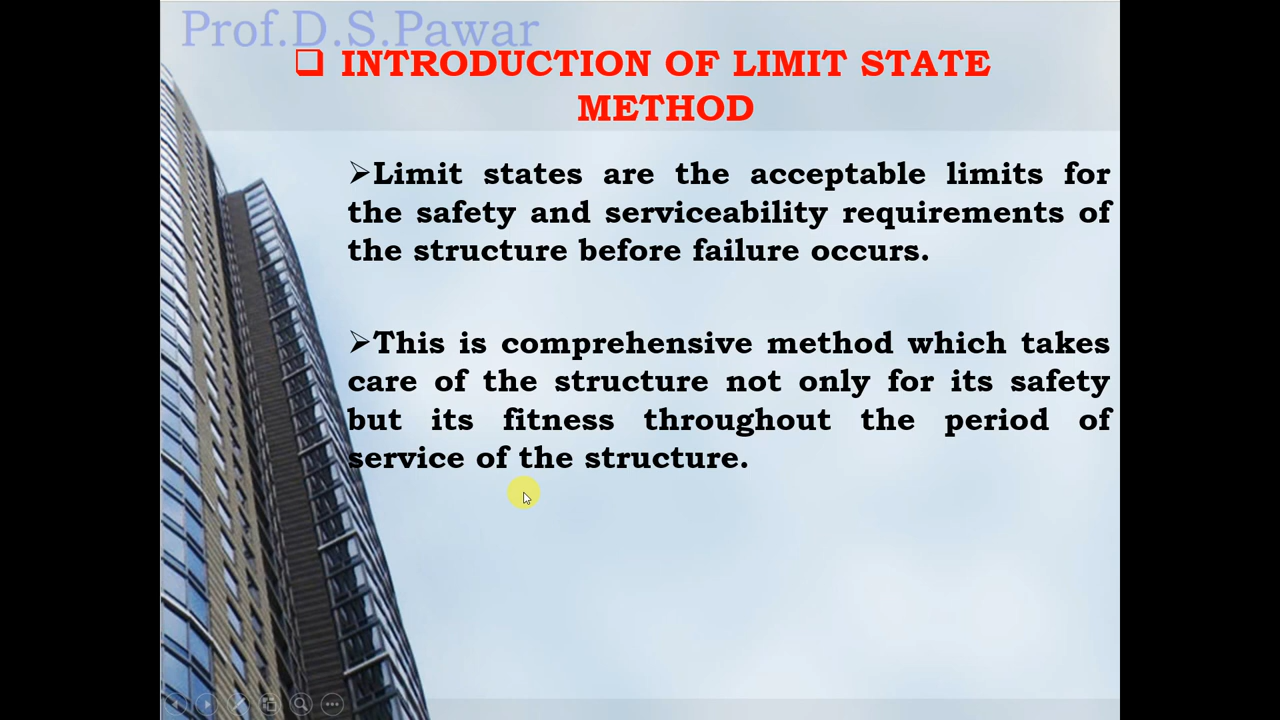 Prof.D.S.Pawar
❑ INTRODUCTION OF LIMIT STATE
METHOD
➢Limit states are the acceptable limits for
the safety and serviceability requirements of
the structure before failure occurs.
➢This is comprehensive method which takes
care of the structure not only for its safety
but its fitness throughout the period of
service of the structure.